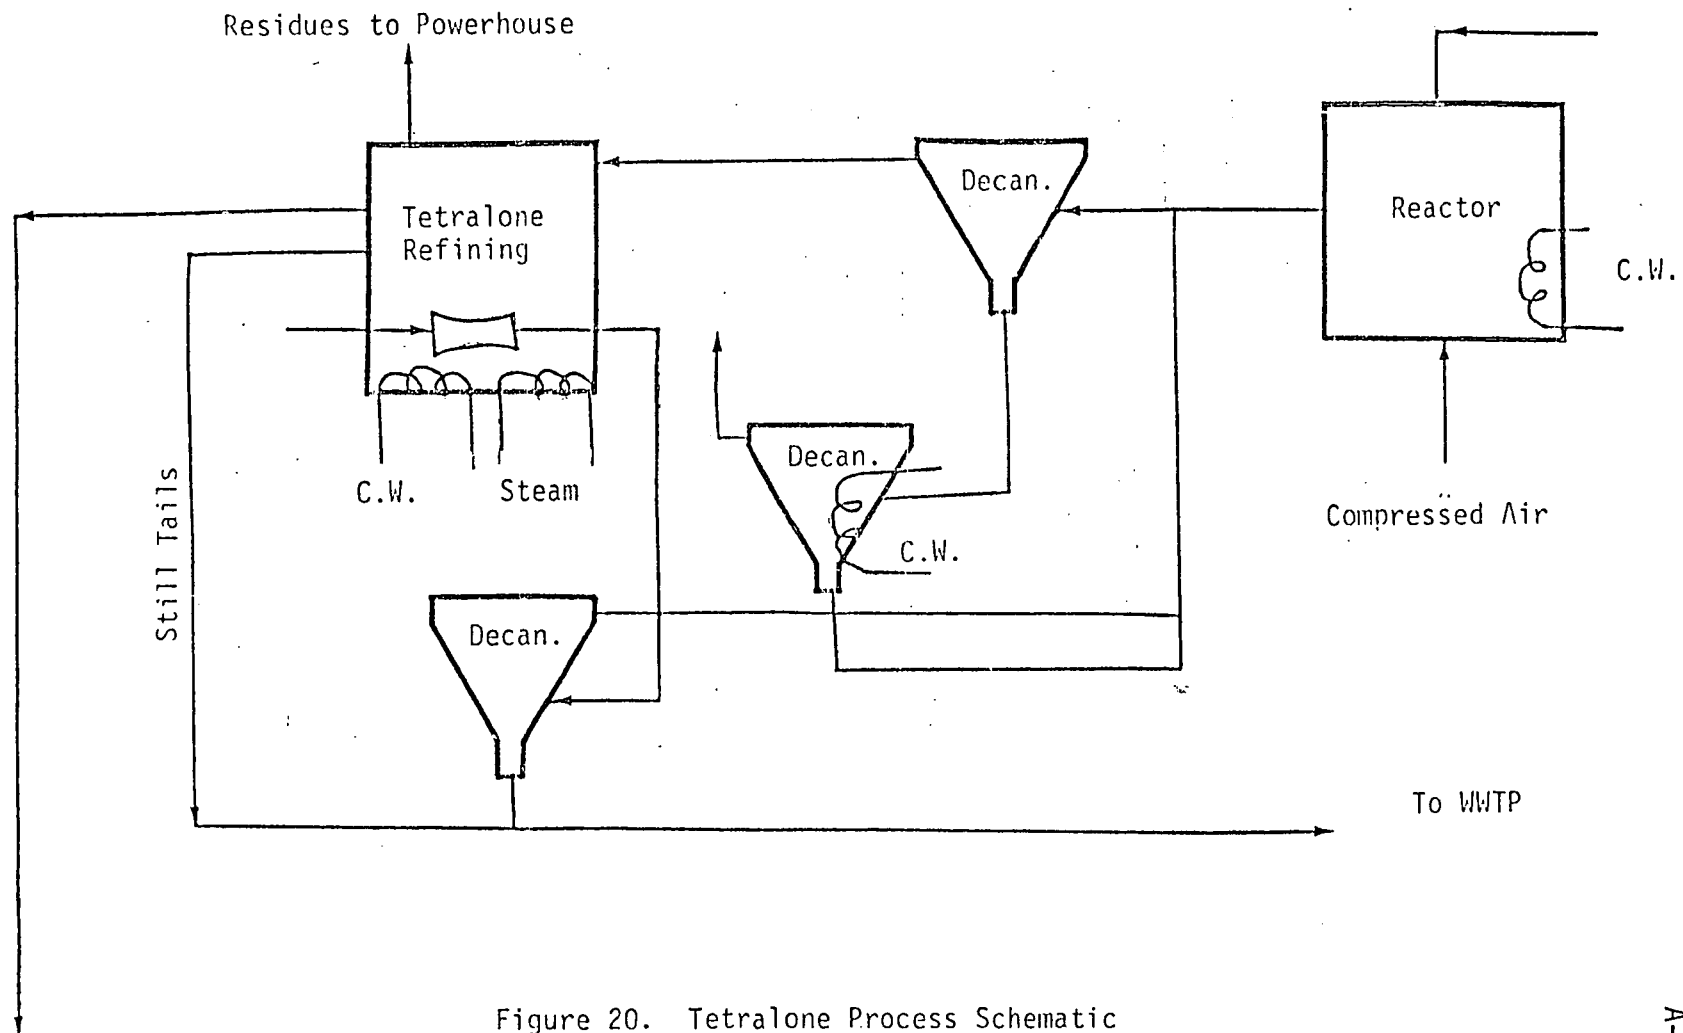 Residues to Powerhouse
Tetralone
Refining
Decan.
Reactor
C.W.
Decan.
C.W.
Steam
Compressed Air
C.W.
Still Tails
Decan.
To WWTP
Figure 20. Tetralone Process Schematic
A-